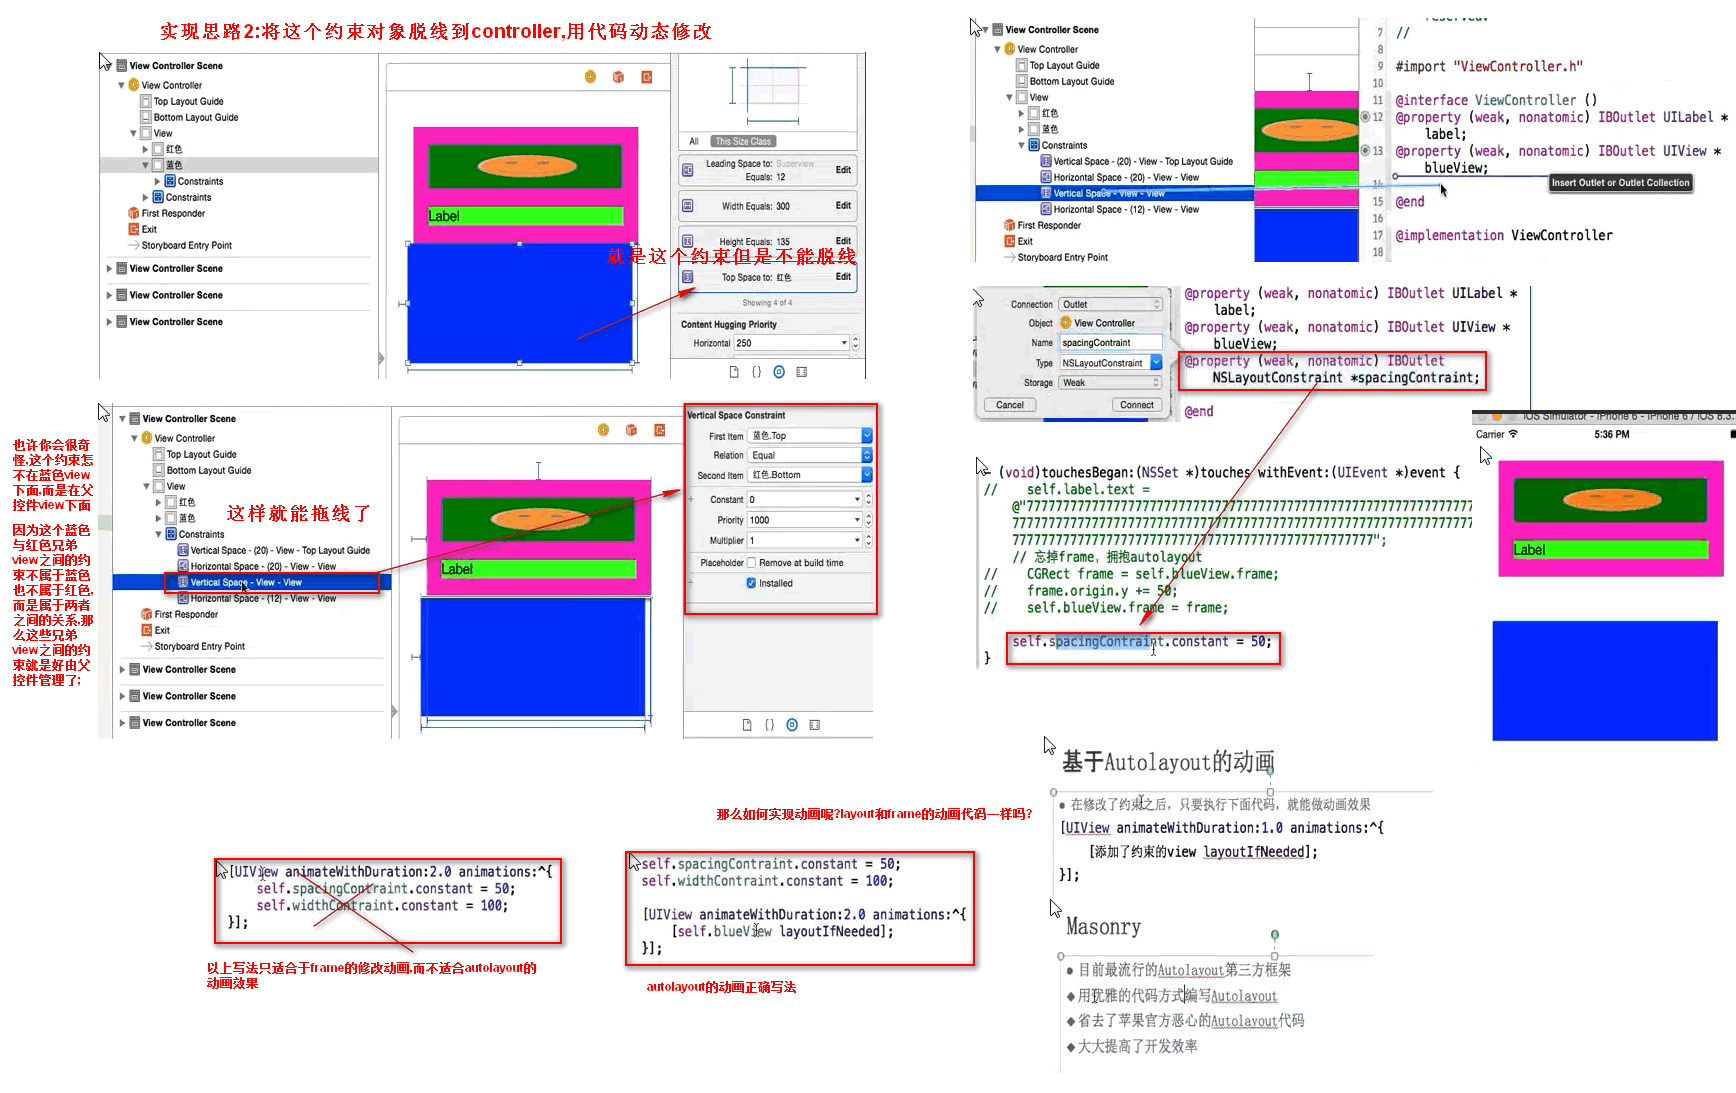 实现思路2:将这个约束对象脱线到controller,用代码动态修改
View Controller Scene
View Controller
Top Layout Guide
Bottom Layout Guide
View
红色
蓝色
Constraints
Constraints
First Responder
Exit
Storyboard Entry Point
View Controller Scene
View Controller Scene
View Controller Scene
Label
All This Size Class
Leading Space to: Superview
Equals: 12
Edit
Width Equals: 300
Edit
Height Equals: 135
Edit
就是这个约束但是不能脱线
Top Space to: 红色
Edit
Showing 4 of 4
Content Hugging Priority
Horizontal 250
View Controller Scene
View Controller
Top Layout Guide
Bottom Layout Guide
View
红色
蓝色
Constraints
Vertical Space - (20) - View - Top Layout Guide
Horizontal Space - (20) - View - View
Vertical Space - View - View
Horizontal Space - (12) - View - View
First Responder
Exit
Storyboard Entry Point
reserved.
7 //
8
9 #import "ViewController.h"
10
11 @interface ViewController ()
12 @property (weak, nonatomic) IBOutlet UILabel *
label;
13 @property (weak, nonatomic) IBOutlet UIView *
blueView;
14
Insert Outlet or Outlet Collection
15 @end
16
17 @implementation ViewController
18
Connection Outlet
Object View Controller
Name spacingContraint
Type NSLayoutConstraint
Storage Weak
Cancel Connect
@property (weak, nonatomic) IBOutlet UILabel *
label;
@property (weak, nonatomic) IBOutlet UIView *
blueView;
@property (weak, nonatomic) IBOutlet
NSLayoutConstraint *spacingContraint;
@end
也许你会很奇
怪,这个约束怎
不在蓝色view
下面,而是在父
控件view下面
因为这个蓝色
与红色兄弟
view之间的约
束不属于蓝色
也不属于红色,
而是属于两者
之间的关系,那
么这些兄弟
view之间的约
束就是好由父
控件管理了;
View Controller Scene
View Controller
Top Layout Guide
Bottom Layout Guide
View
红色
蓝色
Constraints
Vertical Space - (20) - View - Top Layout Guide
Horizontal Space - (20) - View - View
Vertical Space - View - View
Horizontal Space - (12) - View - View
First Responder
Exit
Storyboard Entry Point
View Controller Scene
View Controller Scene
View Controller Scene
这样就能拖线了
Label
Vertical Space Constraint
First Item 蓝色.Top
Relation Equal
Second Item 红色.Bottom
Constant 0
Priority 1000
Multiplier 1
Placeholder Remove at build time
Installed
- (void)touchesBegan:(NSSet *)touches withEvent:(UIEvent *)event {
// self.label.text =
// 忘掉frame, 拥抱autolayout
// CGRect frame = self.blueView.frame;
// frame.origin.y += 50;
// self.blueView.frame = frame;
self.spacingContraint.constant = 50;
}
iOS Simulator - iPhone 6 - iPhone 6 / iOS 8.3
Carrier 5:36 PM
Label
基于Autolayout的动画
● 在修改了约束之后，只要执行下面代码，就能做动画效果
[UIView animateWithDuration:1.0 animations:^{
[添加了约束的view layoutIfNeeded];
}];
那么如何实现动画呢?layout和frame的动画代码一样吗?
[UIView animateWithDuration:2.0 animations:^{
self.spacingContraint.constant = 50;
self.widthContraint.constant = 100;
}];
以上写法只适合于frame的修改动画,而不适合autolayout的
动画效果
self.spacingContraint.constant = 50;
self.widthContraint.constant = 100;
[UIView animateWithDuration:2.0 animations:^{
[self.blueView layoutIfNeeded];
}];
autolayout的动画正确写法
Masonry
● 目前最流行的Autolayout第三方框架
◆ 用优雅的代码方式编写Autolayout
◆ 省去了苹果官方恶心的Autolayout代码
◆ 大大提高了开发效率